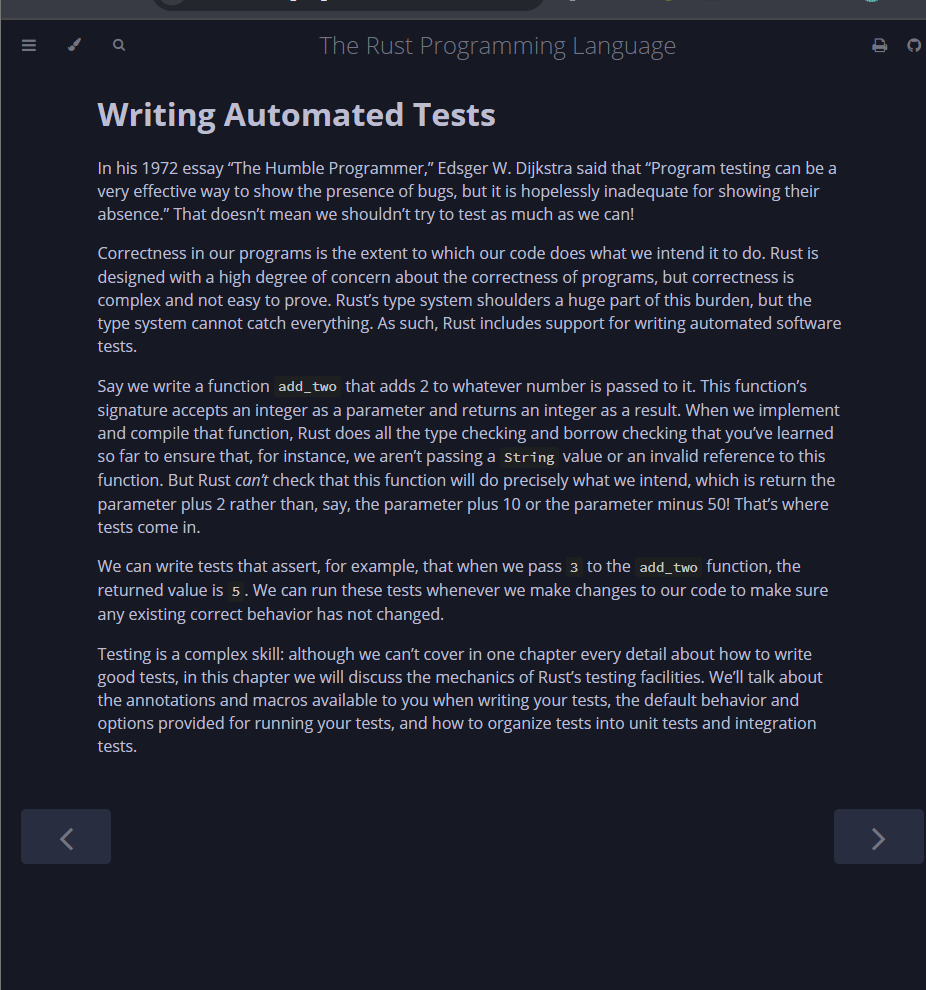 The Rust Programming Language
Writing Automated Tests
In his 1972 essay “The Humble Programmer,” Edsger W. Dijkstra said that “Program testing can be a
very effective way to show the presence of bugs, but it is hopelessly inadequate for showing their
absence.” That doesn’t mean we shouldn’t try to test as much as we can!
Correctness in our programs is the extent to which our code does what we intend it to do. Rust is
designed with a high degree of concern about the correctness of programs, but correctness is
complex and not easy to prove. Rust’s type system shoulders a huge part of this burden, but the
type system cannot catch everything. As such, Rust includes support for writing automated software
tests.
Say we write a function add_two that adds 2 to whatever number is passed to it. This function’s
signature accepts an integer as a parameter and returns an integer as a result. When we implement
and compile that function, Rust does all the type checking and borrow checking that you’ve learned
so far to ensure that, for instance, we aren’t passing a String value or an invalid reference to this
function. But Rust can’t check that this function will do precisely what we intend, which is return the
parameter plus 2 rather than, say, the parameter plus 10 or the parameter minus 50! That’s where
tests come in.
We can write tests that assert, for example, that when we pass 3 to the add_two function, the
returned value is 5. We can run these tests whenever we make changes to our code to make sure
any existing correct behavior has not changed.
Testing is a complex skill: although we can’t cover in one chapter every detail about how to write
good tests, in this chapter we will discuss the mechanics of Rust’s testing facilities. We’ll talk about
the annotations and macros available to you when writing your tests, the default behavior and
options provided for running your tests, and how to organize tests into unit tests and integration
tests.